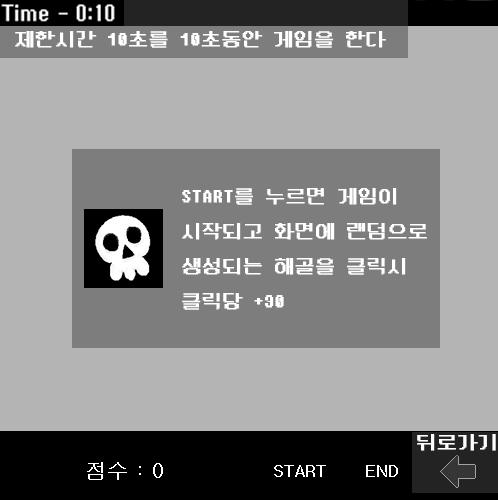 Time - 0:10
제한시간 10초를 10초동안 게임을 한다
START를 누르면 게임이
시작되고 화면에 랜덤으로
생성되는 해골을 클릭시
클릭당 +30
뒤로가기
점수 : 0
START
END